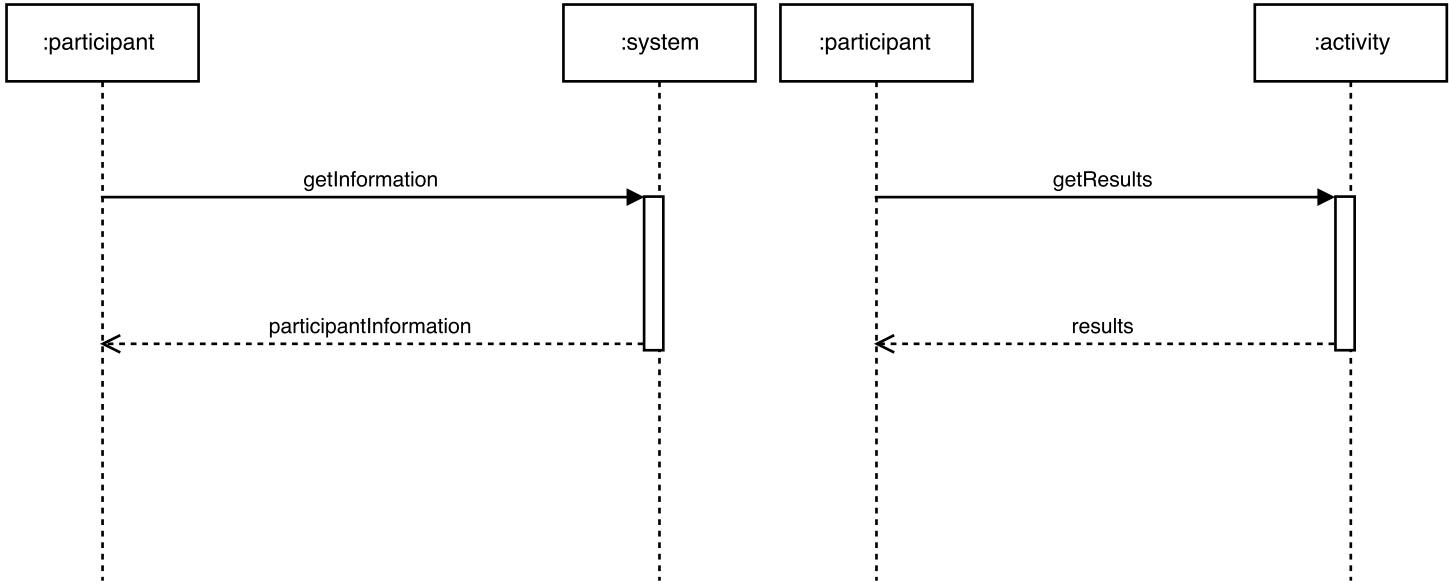 :participant
:system
:participant
:activity
getInformation
getResults
participantInformation
results